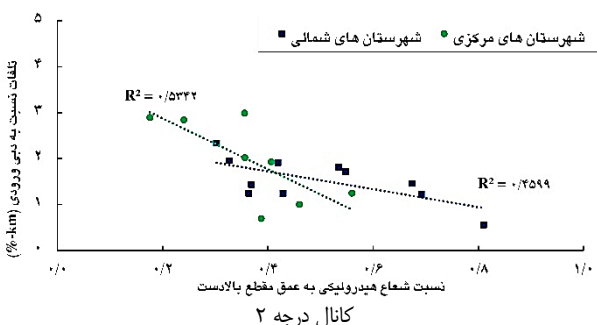 شهرستان های مرکزی
شهرستان های شمالی
تلفات نسبت به دبی ورودی (%-km)
۵
۴
۳
۲
۱
۰
R² = ۰/۵۳۴۲
R² = ۰/۴۵۹۹
۰/۰ ۰/۲ ۰/۴ ۰/۶ ۰/۸ ۱/۰
نسبت شعاع هیدرولیکی به عمق مقطع بالادست
کانال درجه ۲